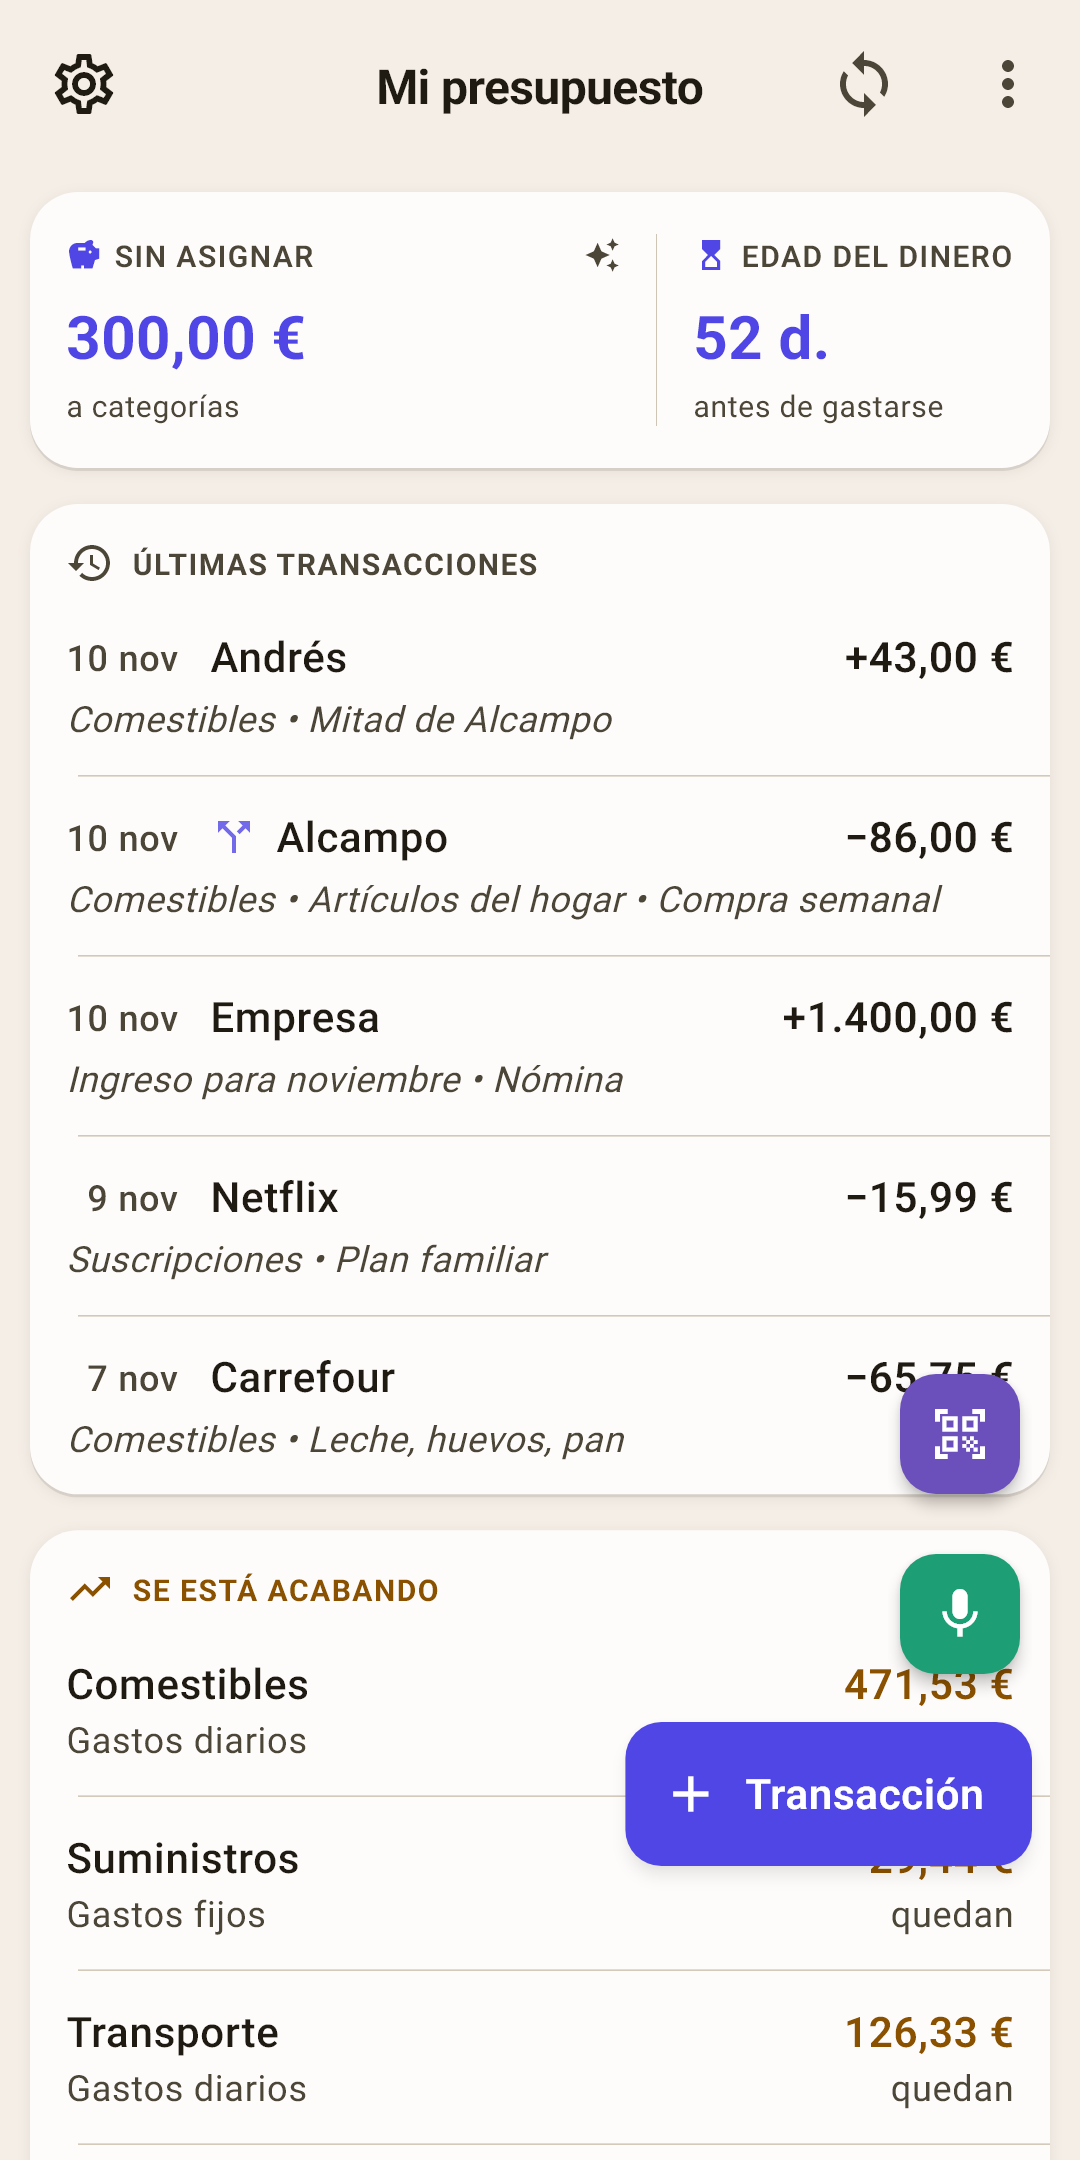 Mi presupuesto
SIN ASIGNAR
300,00 €
a categorías
EDAD DEL DINERO
52 d.
antes de gastarse
ÚLTIMAS TRANSACCIONES
10 nov Andrés +43,00 €
Comestibles • Mitad de Alcampo
10 nov Alcampo −86,00 €
Comestibles • Artículos del hogar • Compra semanal
10 nov Empresa +1.400,00 €
Ingreso para noviembre • Nómina
9 nov Netflix −15,99 €
Suscripciones • Plan familiar
7 nov Carrefour −65,75 €
Comestibles • Leche, huevos, pan
SE ESTÁ ACABANDO
Comestibles 471,53 €
Gastos diarios
Transacción
Suministros
Gastos fijos quedan
Transporte 126,33 €
Gastos diarios quedan